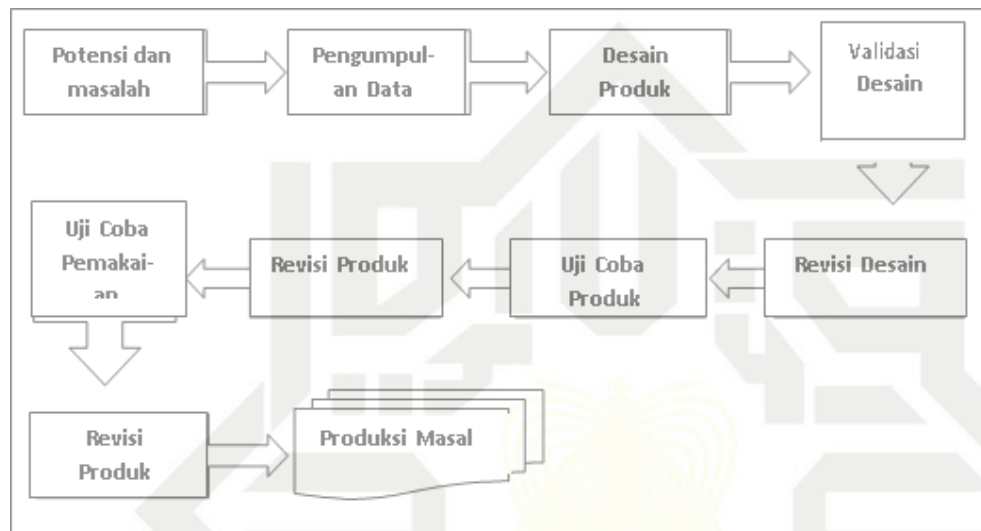 Potensi dan
masalah
Pengumpul-
an Data
Desain
Produk
Validasi
Desain
Uji Coba
Pemakai-
an
Revisi Produk
Uji Coba
Produk
Revisi Desain
Revisi
Produk
Produksi Masal